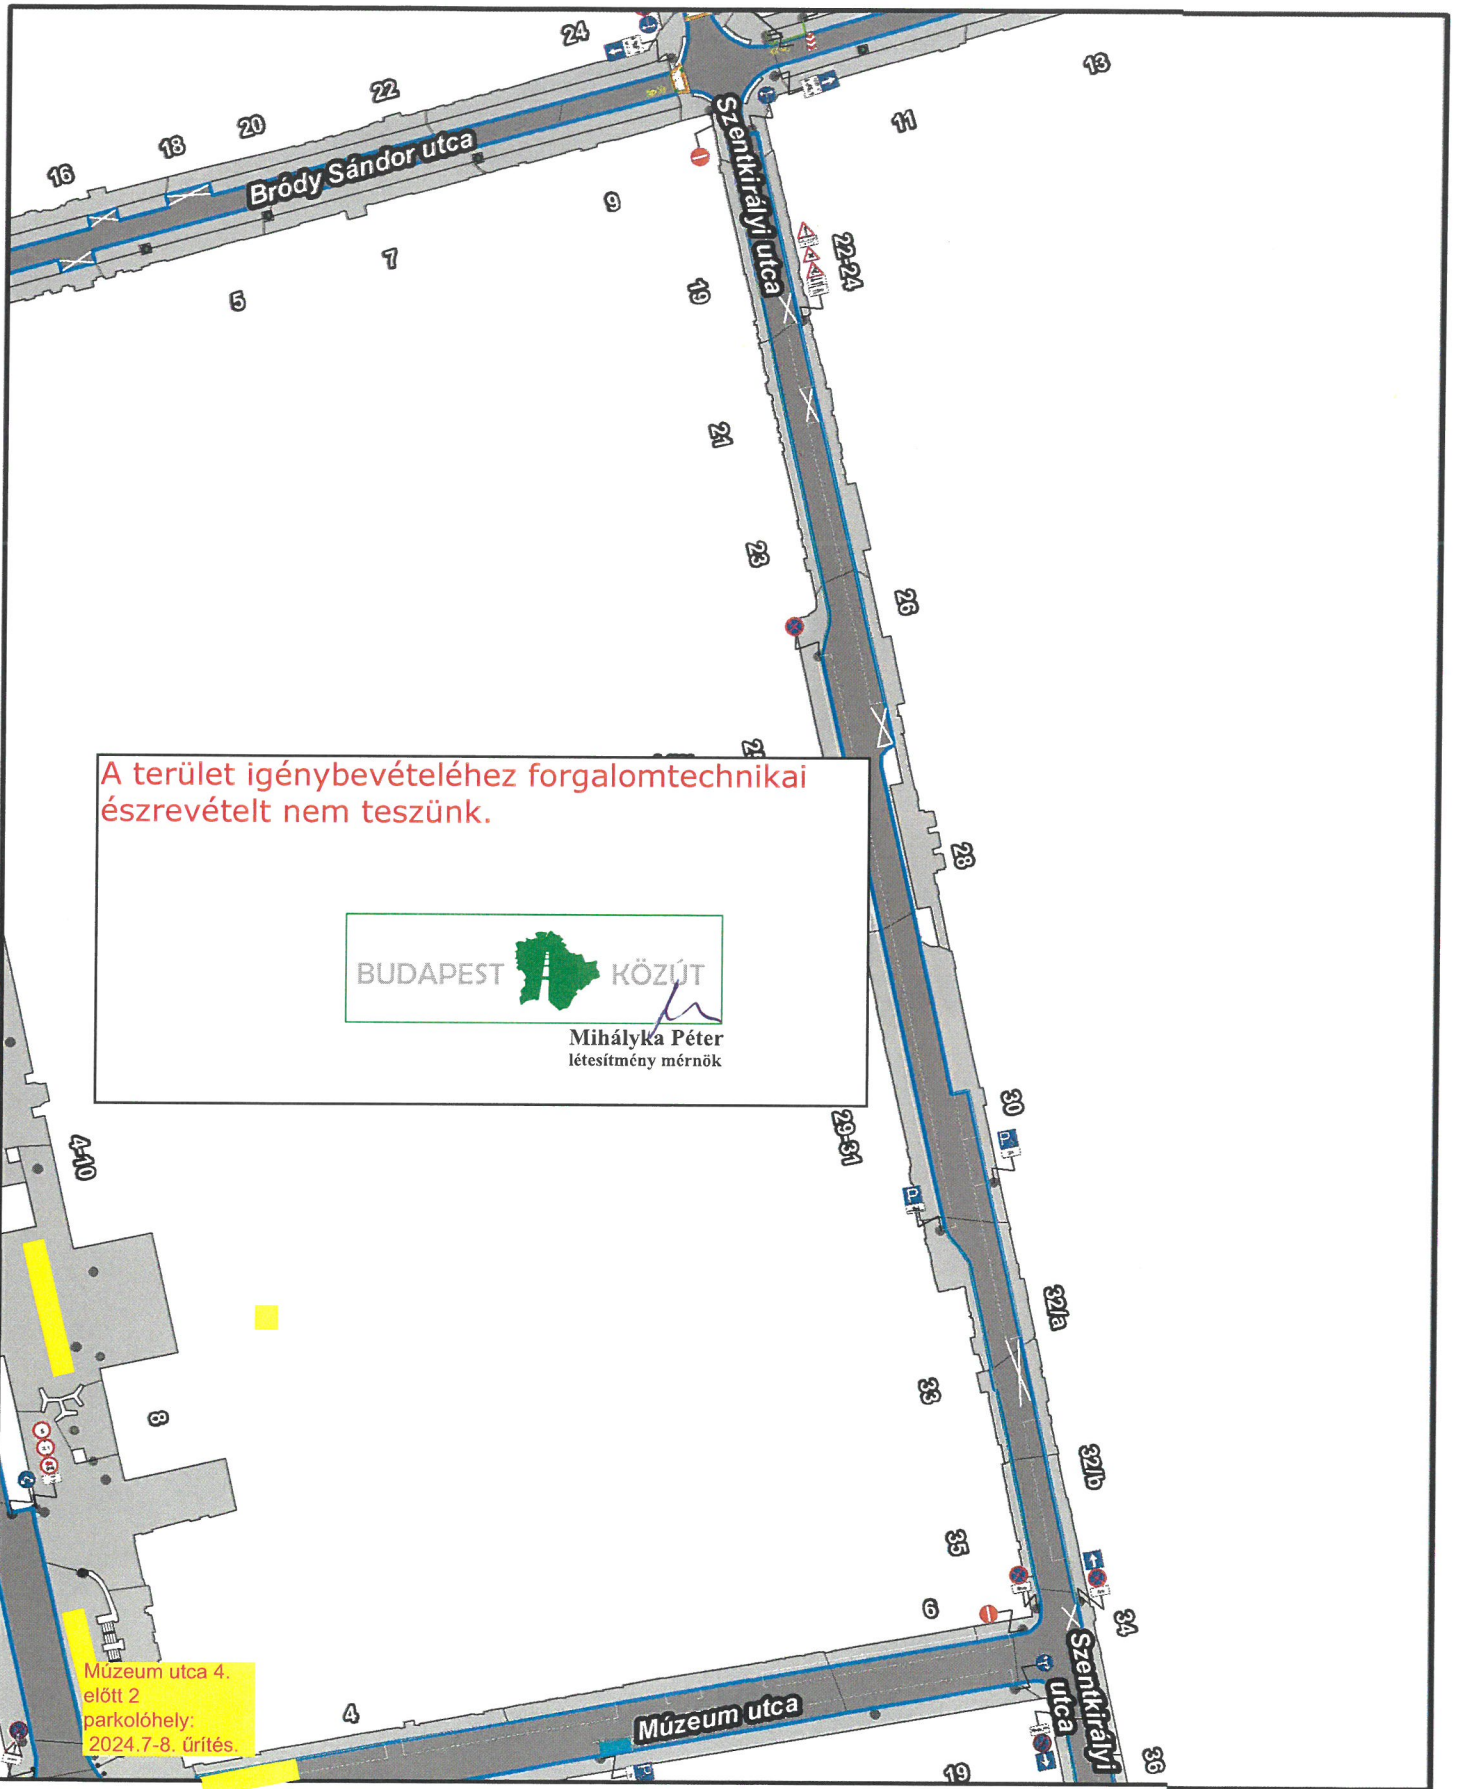 24
13
22
20
18
16
Bródy Sándor utca
Szentkirályi utca
11
9
7
5
22-24
19
21
23
26
A terület igénybevételéhez forgalomtechnikai
észrevételt nem teszünk.
28
BUDAPEST KÖZÚT
Mihályka Péter
létesítmény mérnök
30
P
29-31
P
4-10
32/a
33
8
32/b
35
6
34
Szentkirályi
utca
Múzeum utca 4.
előtt 2
parkolóhely:
2024.7-8. űrítés.
4
Múzeum utca
P
19
36